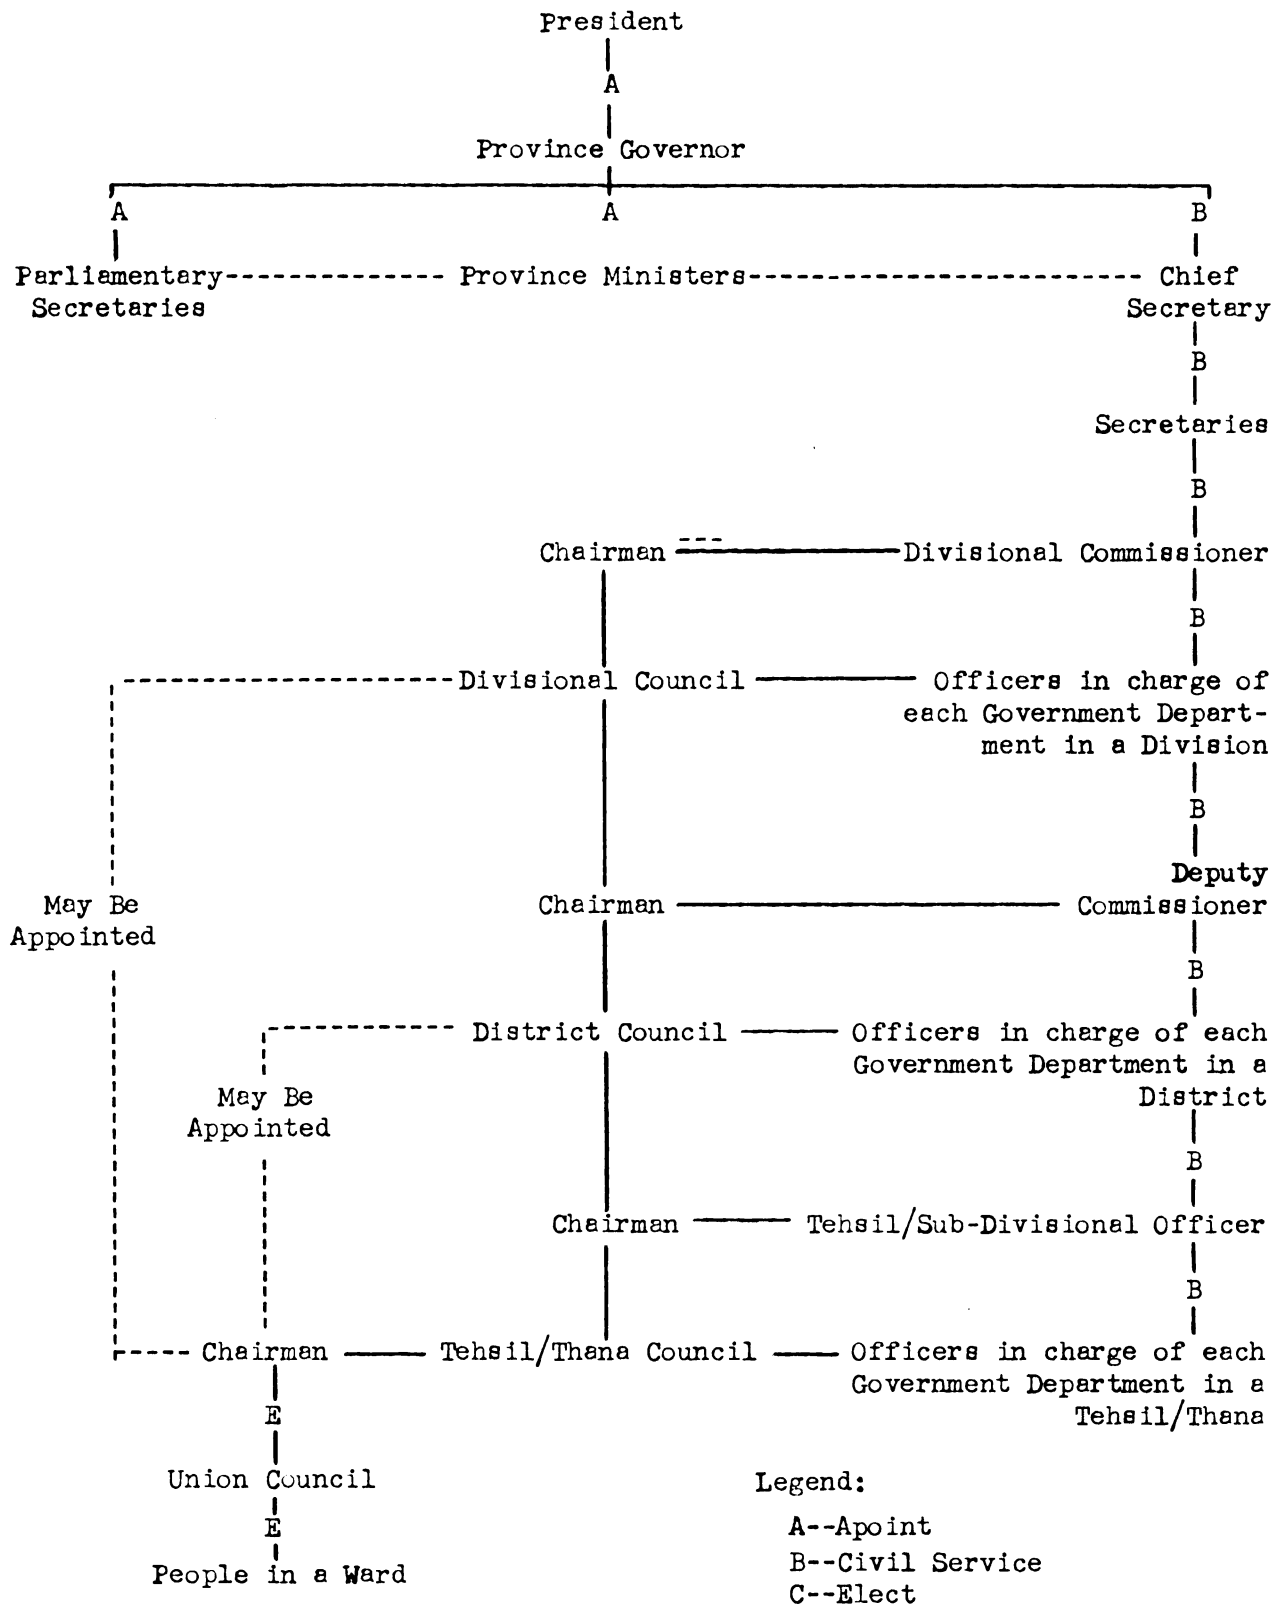 President
A
Province Governor
A A B
Parliamentary Province Ministers Chief
Secretaries Secretary
B
Secretaries
B
Chairman Divisional Commissioner
B
Divisional Council Officers in charge of
each Government Depart-
ment in a Division
B
Deputy
May Be Chairman Commissioner
Appointed
B
District Council Officers in charge of each
Government Department in a
May Be District
Appointed
B
Chairman Tehsil/Sub-Divisional Officer
B
Chairman Tehsil/Thana Council Officers in charge of each
Government Department in a
E Tehsil/Thana
Union Council Legend:
E A--Apoint
B--Civil Service
People in a Ward
C--Elect